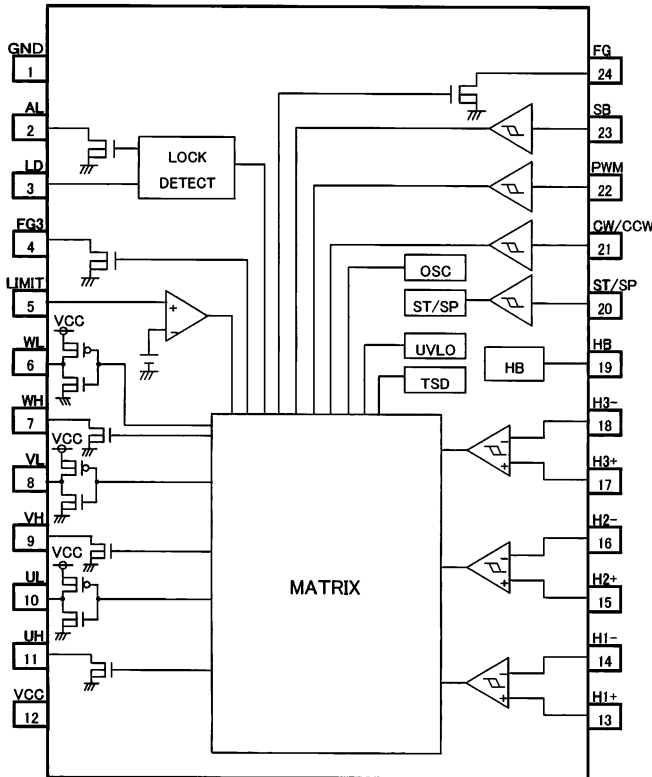 GND
1
AL
2
LD
3
FG3
4
LIMIT
5
WL
6
WH
7
VL
8
VH
9
UL
10
UH
11
VCC
12
LOCK
DETECT
+
-
VCC
VCC
VCC
OSC
ST/SP
UVLO
TSD
HB
MATRIX
-
+
-
+
-
+
FG
24
SB
23
PWM
22
CW/CCW
21
ST/SP
20
HB
19
H3-
18
H3+
17
H2-
16
H2+
15
H1-
14
H1+
13